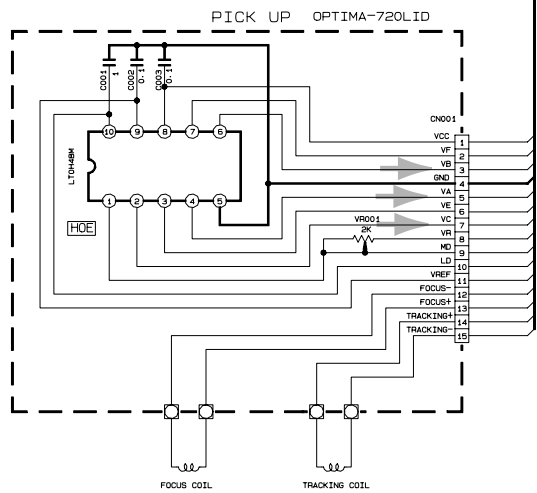 PICK UP OPTIMA-720LID
C001
1
C002
0.1
C003
0.1
CN001
10 9 8 7 6
LT0H48M
1 2 3 4 5
HOE
VR001
2K
VCC 1
VF 2
VB 3
GND 4
VA 5
VE 6
VC 7
VR 8
MD 9
LD 10
VREF 11
FOCUS- 12
FOCUS+ 13
TRACKING+ 14
TRACKING- 15
FOCUS COIL
TRACKING COIL